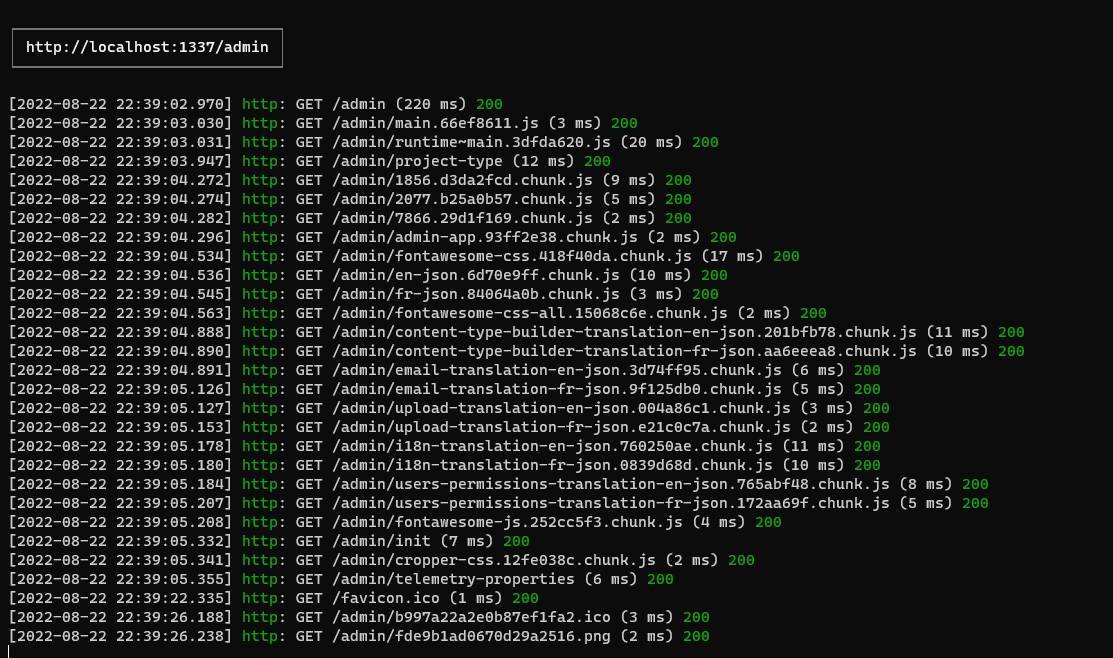 http://localhost:1337/admin
[2022-08-22 22:39:02.970] http: GET /admin (220 ms) 200
[2022-08-22 22:39:03.030] http: GET /admin/main.66ef8611.js (3 ms) 200
[2022-08-22 22:39:03.031] http: GET /admin/runtime~main.3dfda620.js (20 ms) 200
[2022-08-22 22:39:03.947] http: GET /admin/project-type (12 ms) 200
[2022-08-22 22:39:04.272] http: GET /admin/1856.d3da2fcd.chunk.js (9 ms) 200
[2022-08-22 22:39:04.274] http: GET /admin/2077.b25a0b57.chunk.js (5 ms) 200
[2022-08-22 22:39:04.282] http: GET /admin/7866.29d1f169.chunk.js (2 ms) 200
[2022-08-22 22:39:04.296] http: GET /admin/admin-app.93ff2e38.chunk.js (2 ms) 200
[2022-08-22 22:39:04.534] http: GET /admin/fontawesome-css.418f40da.chunk.js (17 ms) 200
[2022-08-22 22:39:04.536] http: GET /admin/en-json.6d70e9ff.chunk.js (10 ms) 200
[2022-08-22 22:39:04.545] http: GET /admin/fr-json.84064a0b.chunk.js (3 ms) 200
[2022-08-22 22:39:04.563] http: GET /admin/fontawesome-css-all.15068c6e.chunk.js (2 ms) 200
[2022-08-22 22:39:04.888] http: GET /admin/content-type-builder-translation-en-json.201bfb78.chunk.js (11 ms) 200
[2022-08-22 22:39:04.890] http: GET /admin/content-type-builder-translation-fr-json.aa6eeea8.chunk.js (10 ms) 200
[2022-08-22 22:39:04.891] http: GET /admin/email-translation-en-json.3d74ff95.chunk.js (6 ms) 200
[2022-08-22 22:39:05.126] http: GET /admin/email-translation-fr-json.9f125db0.chunk.js (5 ms) 200
[2022-08-22 22:39:05.127] http: GET /admin/upload-translation-en-json.004a86c1.chunk.js (3 ms) 200
[2022-08-22 22:39:05.153] http: GET /admin/upload-translation-fr-json.e21c0c7a.chunk.js (2 ms) 200
[2022-08-22 22:39:05.178] http: GET /admin/i18n-translation-en-json.760250ae.chunk.js (11 ms) 200
[2022-08-22 22:39:05.180] http: GET /admin/i18n-translation-fr-json.0839d68d.chunk.js (10 ms) 200
[2022-08-22 22:39:05.184] http: GET /admin/users-permissions-translation-en-json.765abf48.chunk.js (8 ms) 200
[2022-08-22 22:39:05.207] http: GET /admin/users-permissions-translation-fr-json.172aa69f.chunk.js (5 ms) 200
[2022-08-22 22:39:05.208] http: GET /admin/fontawesome-js.252cc5f3.chunk.js (4 ms) 200
[2022-08-22 22:39:05.332] http: GET /admin/init (7 ms) 200
[2022-08-22 22:39:05.341] http: GET /admin/cropper-css.12fe038c.chunk.js (2 ms) 200
[2022-08-22 22:39:05.355] http: GET /admin/telemetry-properties (6 ms) 200
[2022-08-22 22:39:22.335] http: GET /favicon.ico (1 ms) 200
[2022-08-22 22:39:26.188] http: GET /admin/b997a22a2e0b87ef1fa2.ico (3 ms) 200
[2022-08-22 22:39:26.238] http: GET /admin/fde9b1ad0670d29a2516.png (2 ms) 200